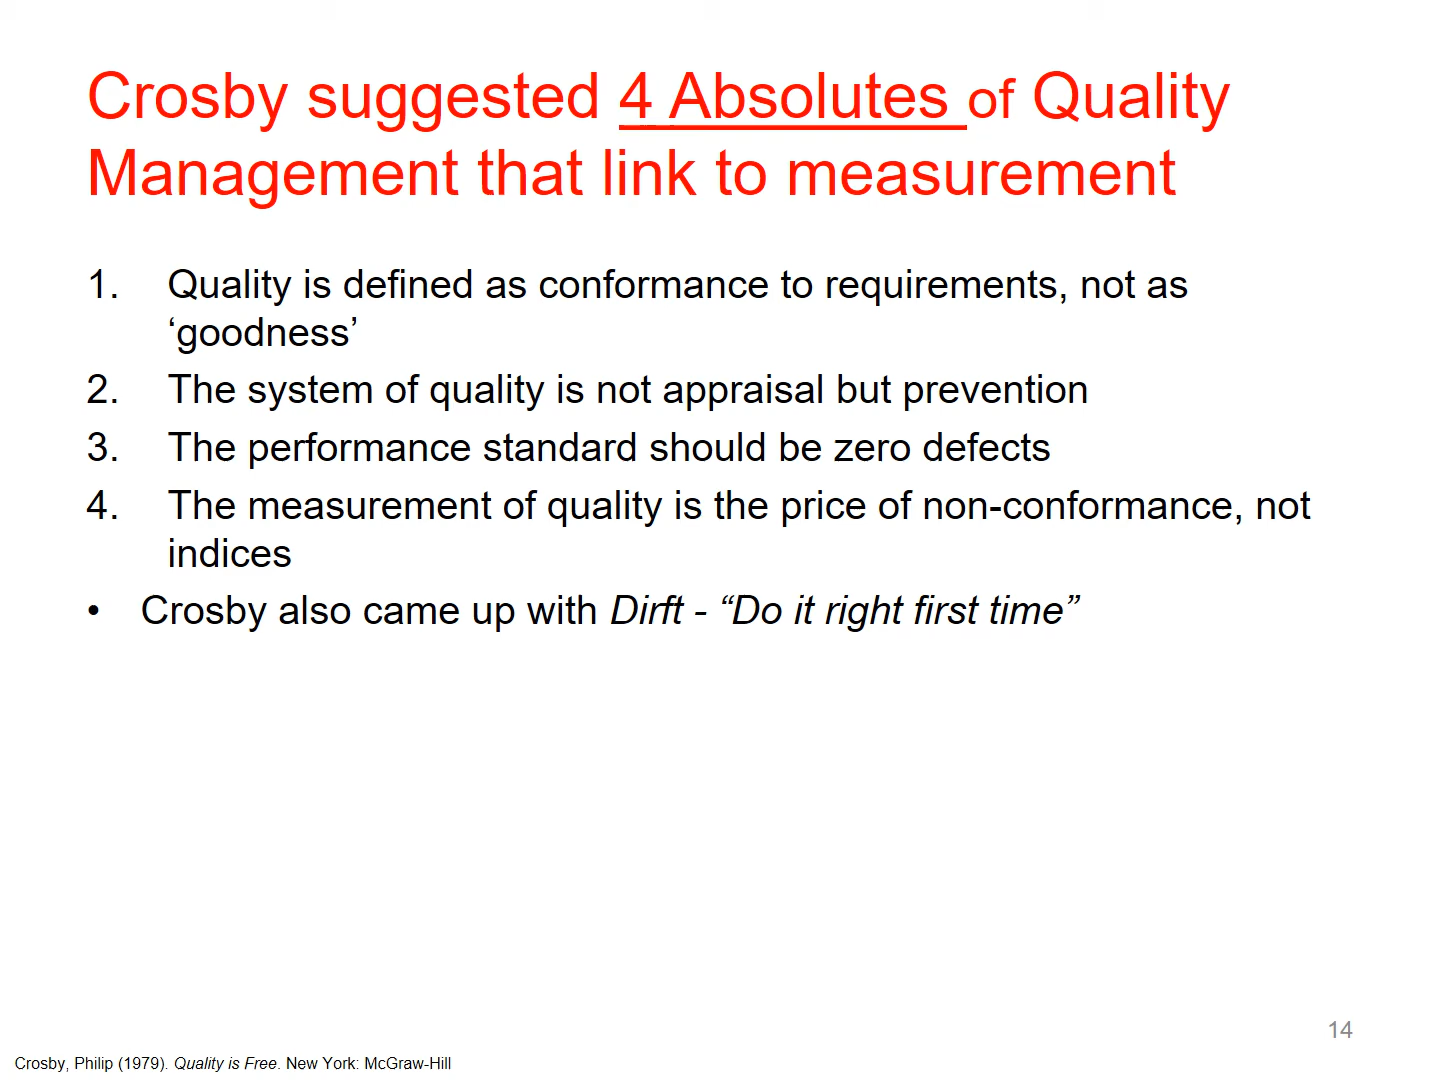 Crosby suggested 4 Absolutes of Quality
Management that link to measurement
1. Quality is defined as conformance to requirements, not as
‘goodness’
2. The system of quality is not appraisal but prevention
3. The performance standard should be zero defects
4. The measurement of quality is the price of non-conformance, not
indices
• Crosby also came up with Dirft - “Do it right first time”
14
Crosby, Philip (1979). Quality is Free. New York: McGraw-Hill